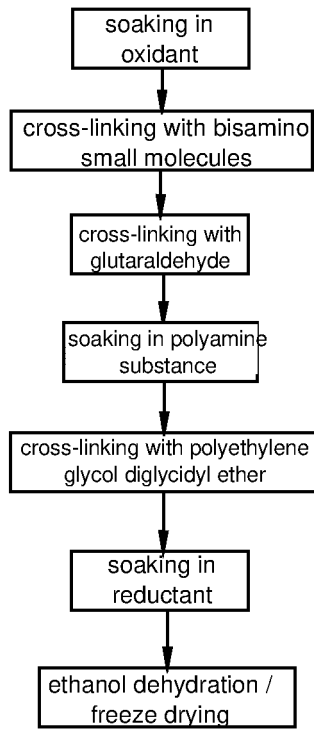 soaking in
oxidant
cross-linking with bisamino
small molecules
cross-linking with
glutaraldehyde
soaking in polyamine
substance
cross-linking with polyethylene
glycol diglycidyl ether
soaking in
reductant
ethanol dehydration /
freeze drying